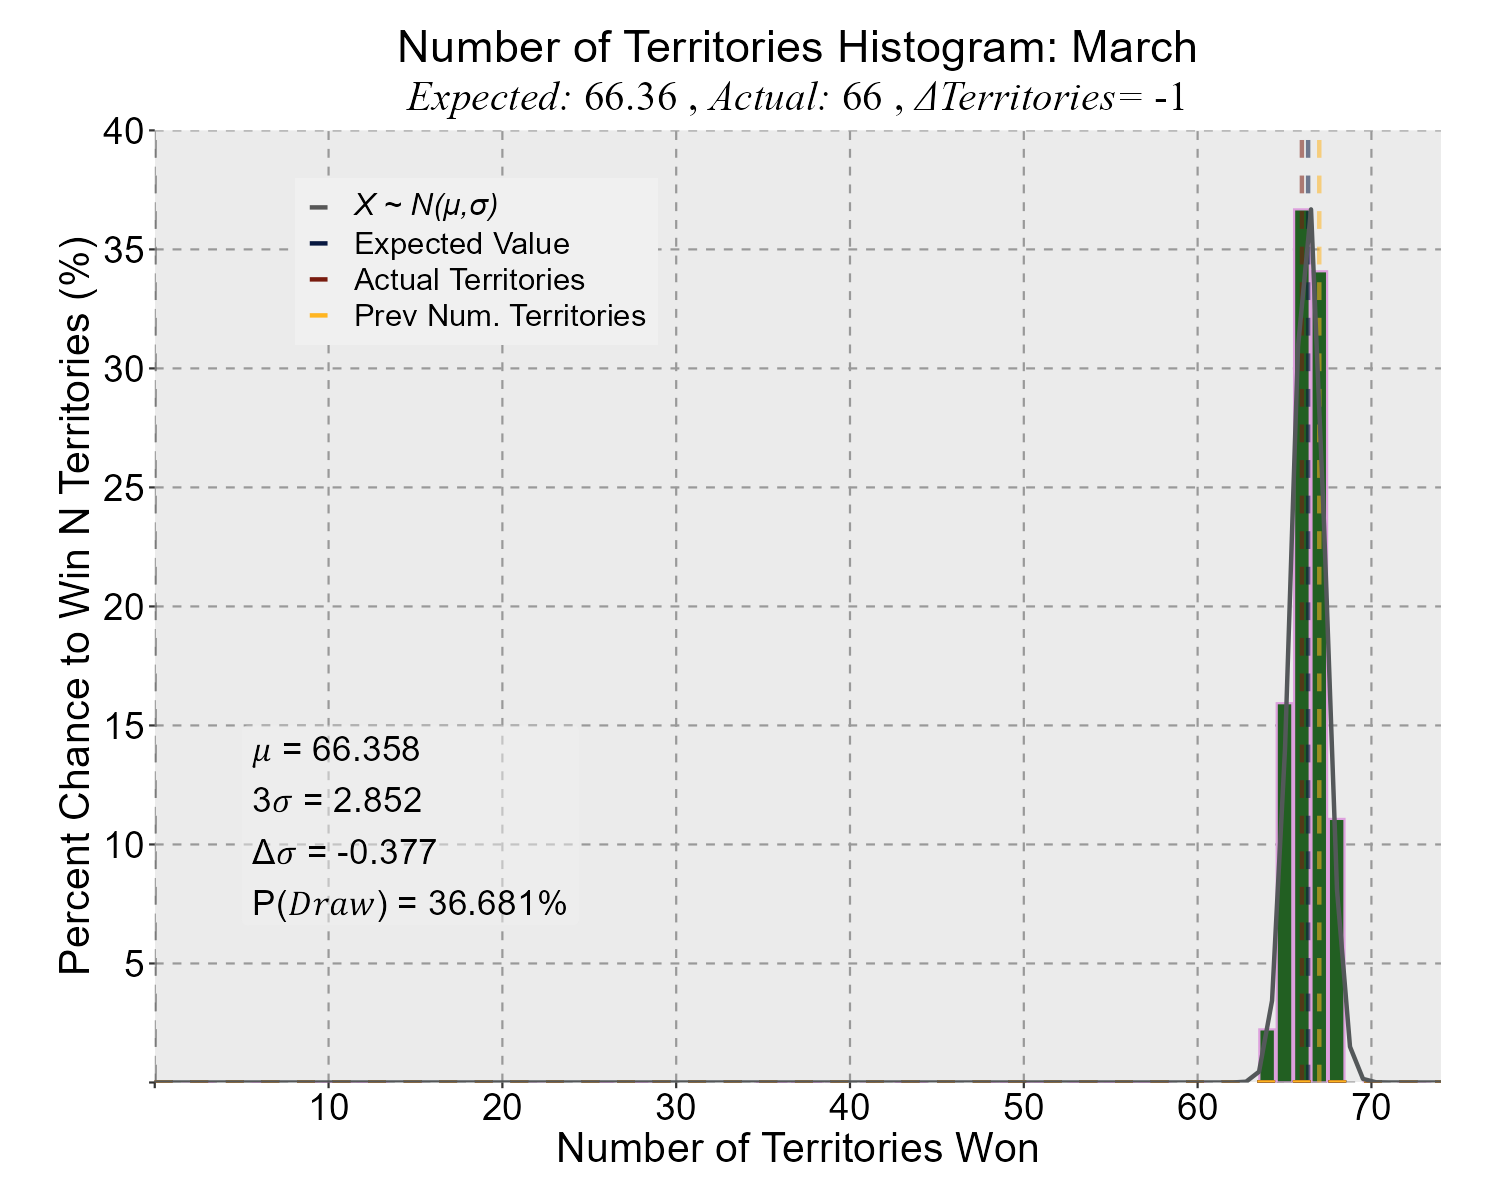 Number of Territories Histogram: March
Expected: 66.36 , Actual: 66 , ΔTerritories= -1
40
35
30
25
20
15
10
5
Percent Chance to Win N Territories (%)
X ~ N(μ,σ)
Expected Value
Actual Territories
Prev Num. Territories
μ = 66.358
3σ = 2.852
Δσ = -0.377
P(Draw) = 36.681%
10 20 30 40 50 60 70
Number of Territories Won